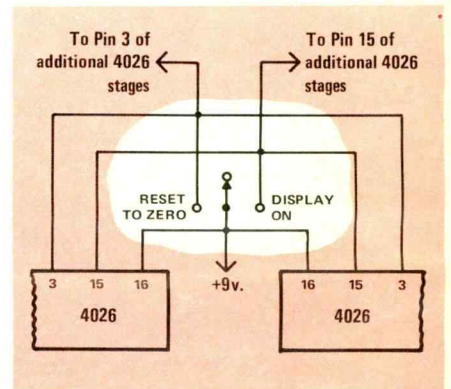 To Pin 3 of
additional 4026
stages
To Pin 15 of
additional 4026
stages
RESET
TO ZERO
DISPLAY
ON
3 15 16
+9v.
16 15 3
4026
4026